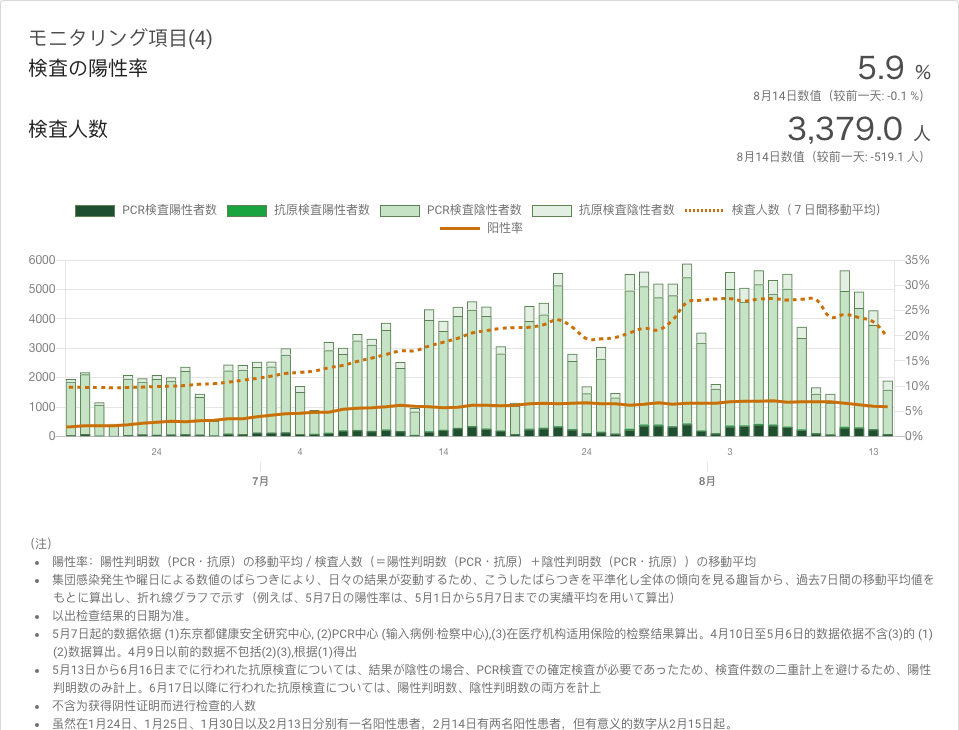 モニタリング項目(4)
検査の陽性率
5.9 %
8月14日数值（较前一天: -0.1 %）
検査人数
3,379.0 人
8月14日数值（较前一天: -519.1 人）
PCR検査陽性者数 抗原検査陽性者数 PCR検査陰性者数 抗原検査陰性者数 検査人数（７日間移動平均）
阳性率
6000 35%
5000 30%
4000 25%
3000 20%
2000 15%
1000 10%
0 5%
0%
24 4 14 24 3 13
7月 8月
（注）
陽性率：陽性判明数（PCR・抗原）の移動平均 / 検査人数（＝陽性判明数（PCR・抗原）＋陰性判明数（PCR・抗原））の移動平均
集団感染発生や曜日による数値のばらつきにより、日々の結果が変動するため、こうしたばらつきを平準化し全体の傾向を見る趣旨から、過去7日間の移動平均値を
もとに算出し、折れ線グラフで示す（例えば、5月7日の陽性率は、5月1日から5月7日までの実績平均を用いて算出）
以出检查结果的日期为准。
5月7日起的数据依据 (1)东京都健康安全研究中心, (2)PCR中心 (输入病例·检察中心),(3)在医疗机构适用保险的检察结果算出。4月10日至5月6日的数据依据不含(3)的 (1)
(2)数据算出。4月9日以前的数据不包括(2)(3),根据(1)得出
5月13日から6月16日までに行われた抗原検査については、結果が陰性の場合、PCR検査での確定検査が必要であったため、検査件数の二重計上を避けるため、陽性
判明数のみ計上。6月17日以降に行われた抗原検査については、陽性判明数、陰性判明数の両方を計上
不含为获得阴性证明而进行检查的人数
虽然在1月24日、1月25日、1月30日以及2月13日分别有一名阳性患者，2月14日有两名阳性患者，但有意义的数字从2月15日起。